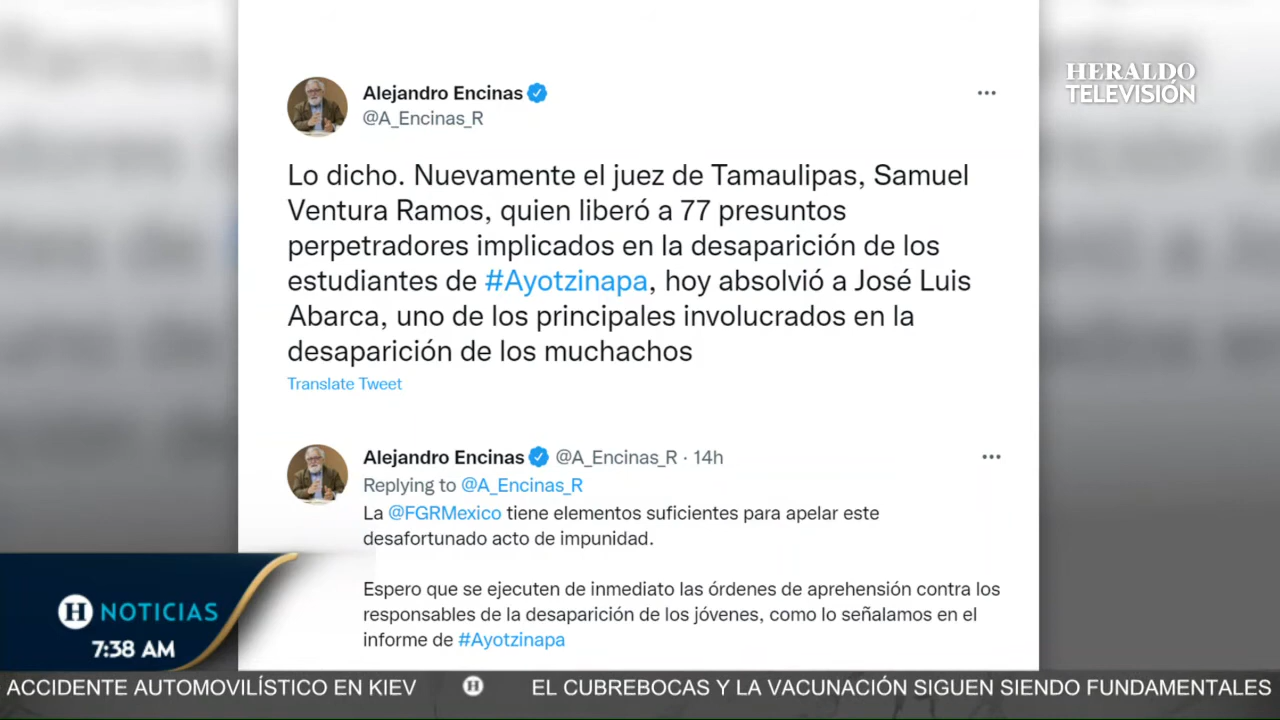 HERALDO
TELEVISIÓN
Alejandro Encinas
@A_Encinas_R
Lo dicho. Nuevamente el juez de Tamaulipas, Samuel
Ventura Ramos, quien liberó a 77 presuntos
perpetradores implicados en la desaparición de los
estudiantes de #Ayotzinapa, hoy absolvió a José Luis
Abarca, uno de los principales involucrados en la
desaparición de los muchachos
Translate Tweet
Alejandro Encinas @A_Encinas_R · 14h
Replying to @A_Encinas_R
La @FGRMexico tiene elementos suficientes para apelar este
desafortunado acto de impunidad.
Espero que se ejecuten de inmediato las órdenes de aprehensión contra los
responsables de la desaparición de los jóvenes, como lo señalamos en el
informe de #Ayotzinapa
H NOTICIAS
7:38 AM
ACCIDENTE AUTOMOVILÍSTICO EN KIEV H EL CUBREBOCAS Y LA VACUNACIÓN SIGUEN SIENDO FUNDAMENTALES